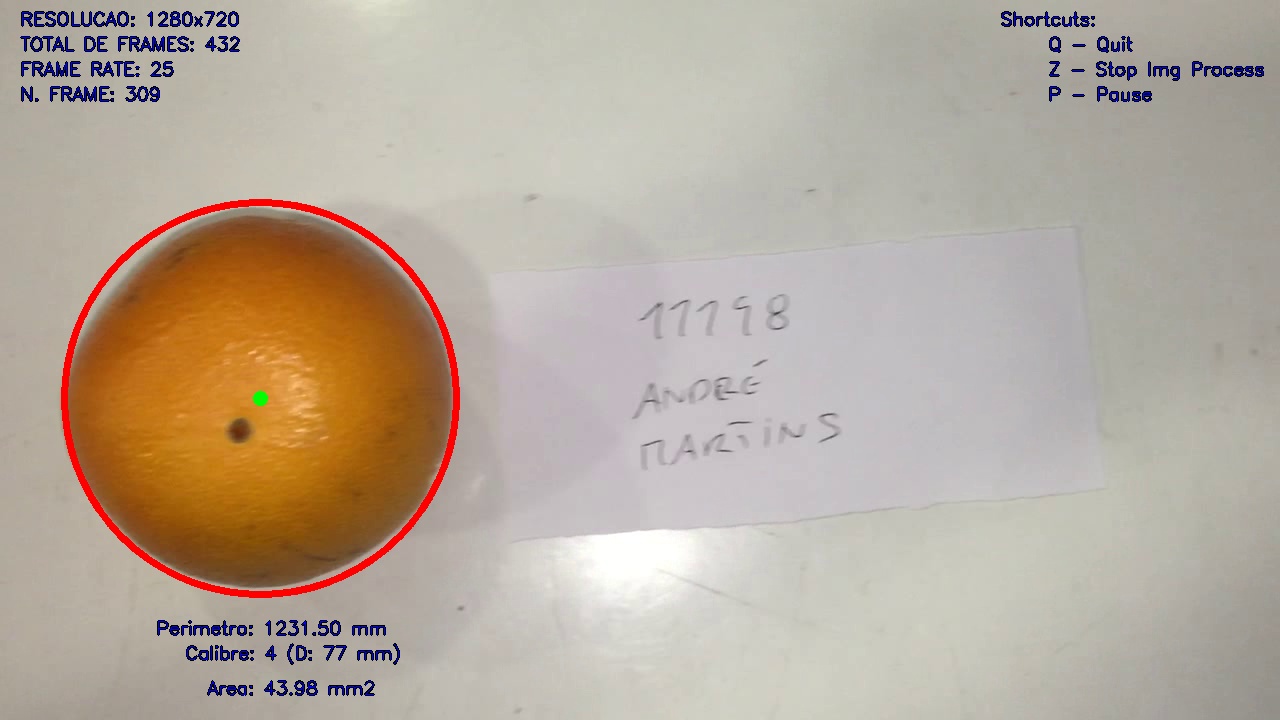 RESOLUCAO: 1280x720
TOTAL DE FRAMES: 432
FRAME RATE: 25
N. FRAME: 309
Shortcuts:
Q - Quit
Z - Stop Img Process
P - Pause
11198
ANDRÉ
MARTINS
Perimetro: 1231.50 mm
Calibre: 4 (D: 77 mm)
Area: 43.98 mm2